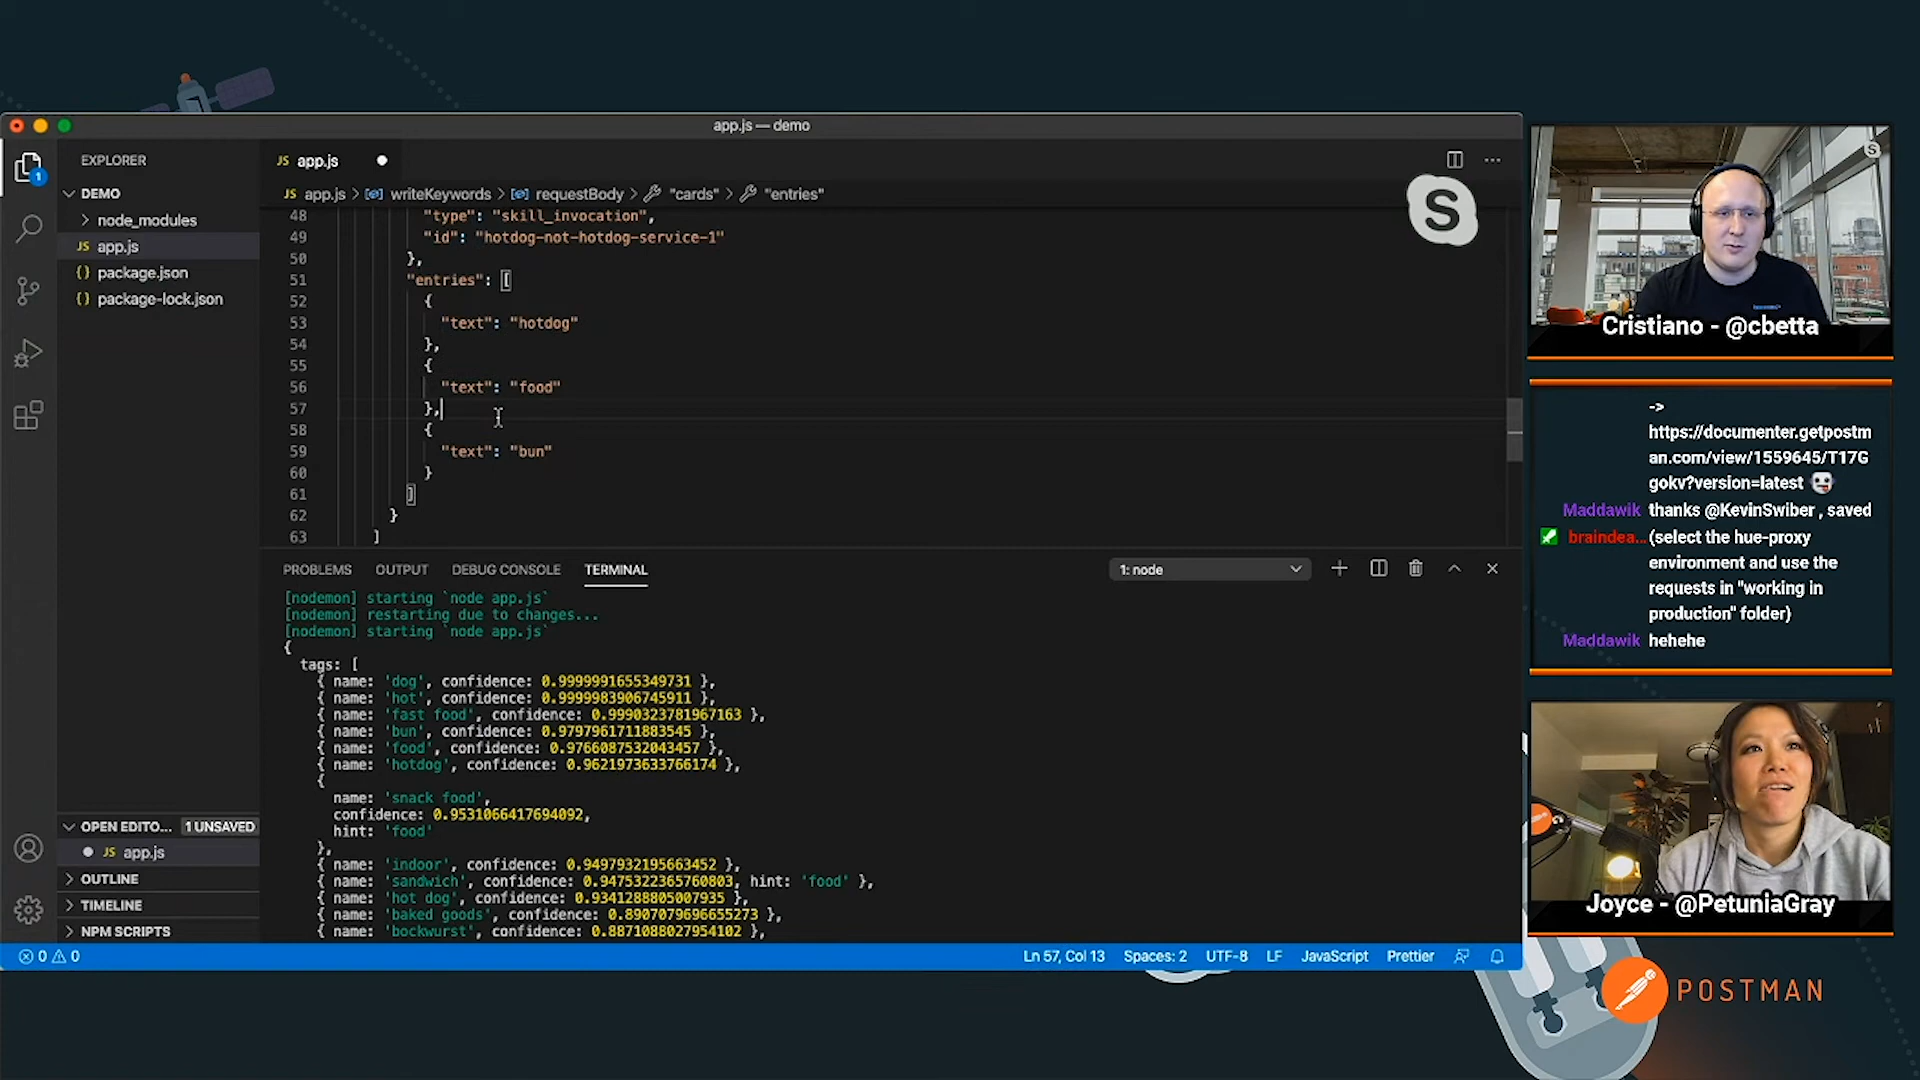 app.js — demo
EXPLORER
DEMO
node_modules
JS app.js
{} package.json
{} package-lock.json
OPEN EDITO... 1 UNSAVED
JS app.js
OUTLINE
TIMELINE
NPM SCRIPTS
1
JS app.js
JS app.js > writeKeywords > requestBody > "cards" > "entries"
48 "type": "skill_invocation",
49 "id": "hotdog-not-hotdog-service-1"
50 },
51 "entries": [
52 {
53 "text": "hotdog"
54 },
55 {
56 "text": "food"
57 },
58 {
59 "text": "bun"
60 }
61 ]
62 }
63 ]
PROBLEMS OUTPUT DEBUG CONSOLE TERMINAL 1: node
[nodemon] starting `node app.js`
[nodemon] restarting due to changes...
[nodemon] starting `node app.js`
{
tags: [
{ name: 'dog', confidence: 0.9999991655349731 },
{ name: 'hot', confidence: 0.9999983906745911 },
{ name: 'fast food', confidence: 0.9990323781967163 },
{ name: 'bun', confidence: 0.9797961711883545 },
{ name: 'food', confidence: 0.9766087532043457 },
{ name: 'hotdog', confidence: 0.9621973633766174 },
{
name: 'snack food',
confidence: 0.9531066417694092,
hint: 'food'
},
{ name: 'indoor', confidence: 0.9497932195663452 },
{ name: 'sandwich', confidence: 0.9475322365760803, hint: 'food' },
{ name: 'hot dog', confidence: 0.9341288805007935 },
{ name: 'baked goods', confidence: 0.8907079696655273 },
{ name: 'bockwurst', confidence: 0.8871088027954102 },
0 0 Ln 57, Col 13 Spaces: 2 UTF-8 LF JavaScript Prettier
S
S
Cristiano - @cbetta
->
https://documenter.getpostm
an.com/view/1559645/T17G
gokv?version=latest
Maddawik thanks @KevinSwiber , saved
braindea... (select the hue-proxy
environment and use the
requests in "working in
production" folder)
Maddawik hehehe
Joyce - @PetuniaGray
POSTMAN